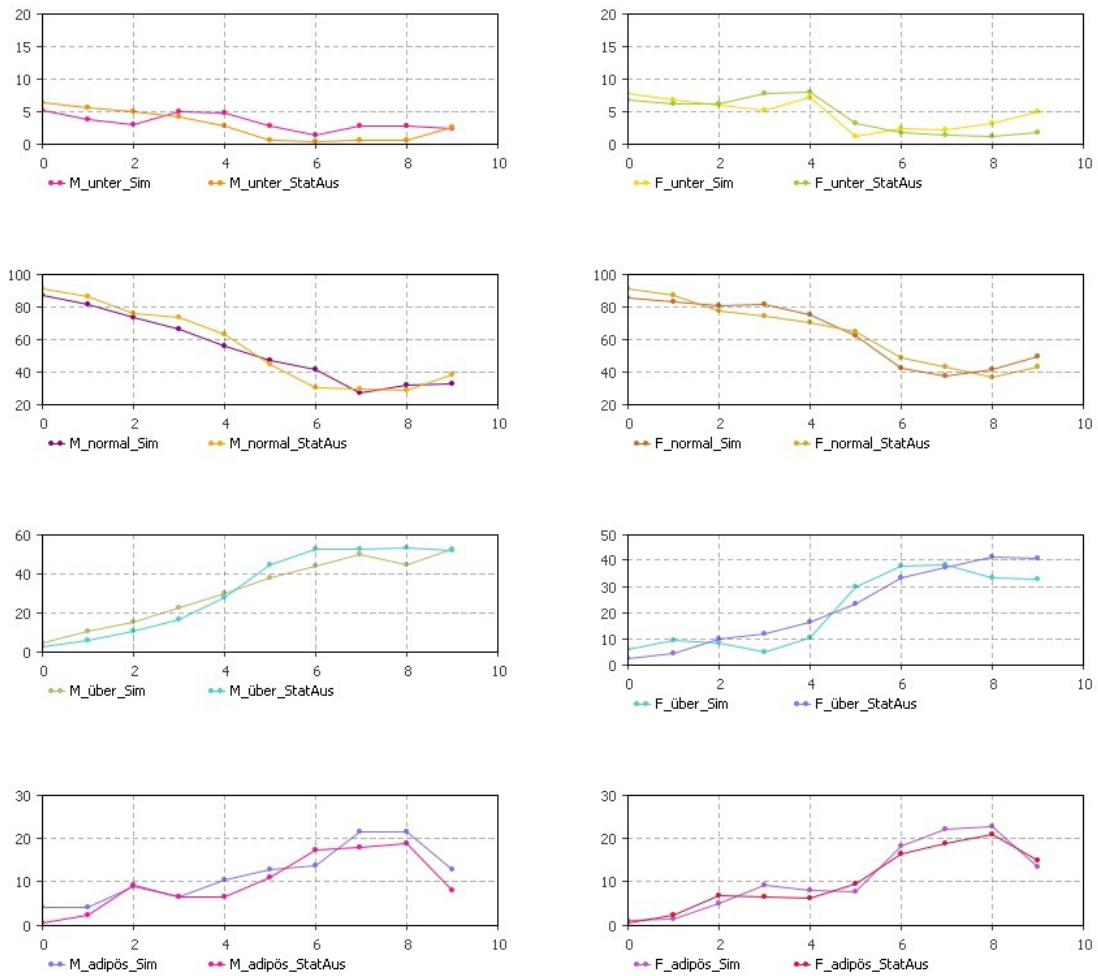 20
15
10
5
0
0 2 4 6 8 10
M_unter_Sim M_unter_StatAus
20
15
10
5
0
0 2 4 6 8 10
F_unter_Sim F_unter_StatAus
100
80
60
40
20
0 2 4 6 8 10
M_normal_Sim M_normal_StatAus
100
80
60
40
20
0 2 4 6 8 10
F_normal_Sim F_normal_StatAus
60
40
20
0
0 2 4 6 8 10
M_über_Sim M_über_StatAus
50
40
30
20
10
0
0 2 4 6 8 10
F_über_Sim F_über_StatAus
30
20
10
0
0 2 4 6 8 10
M_adipös_Sim M_adipös_StatAus
30
20
10
0
0 2 4 6 8 10
F_adipös_Sim F_adipös_StatAus